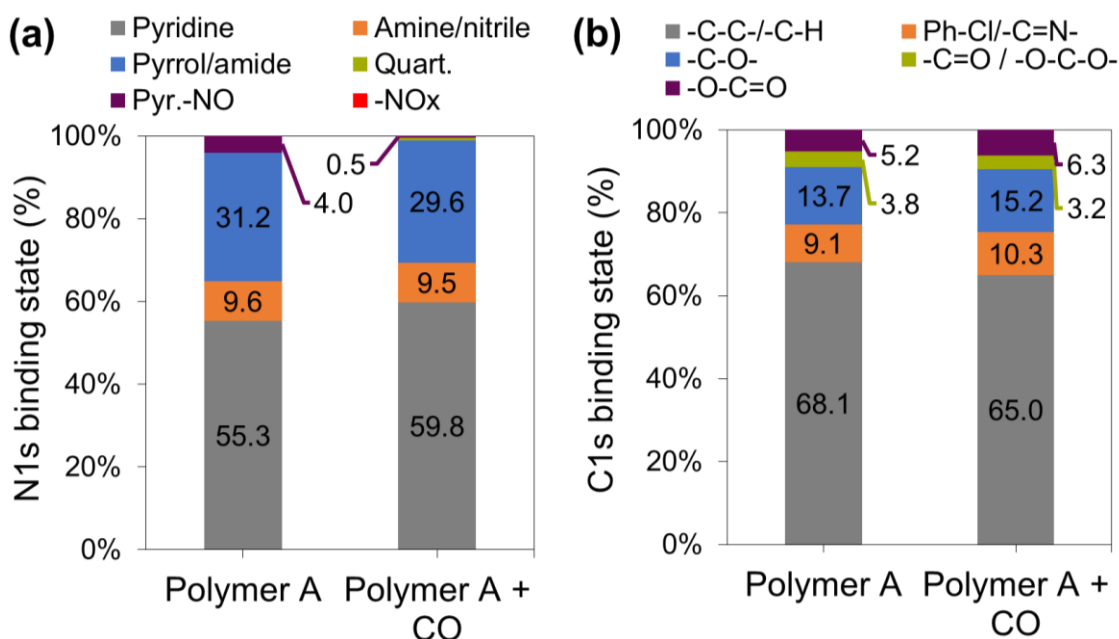 (a)
Pyridine
Amine/nitrile
Pyrrol/amide
Quart.
Pyr.-NO
-NOx
N1s binding state (%)
100%
80%
60%
40%
20%
0%
4.0
31.2
9.6
55.3
0.5
29.6
9.5
59.8
Polymer A
Polymer A +
CO
(b)
-C-C-/-C-H
Ph-Cl/-C=N-
-C-O-
-C=O / -O-C-O-
-O-C=O
C1s binding state (%)
100%
80%
60%
40%
20%
0%
5.2
3.8
13.7
9.1
68.1
6.3
3.2
15.2
10.3
65.0
Polymer A
Polymer A +
CO